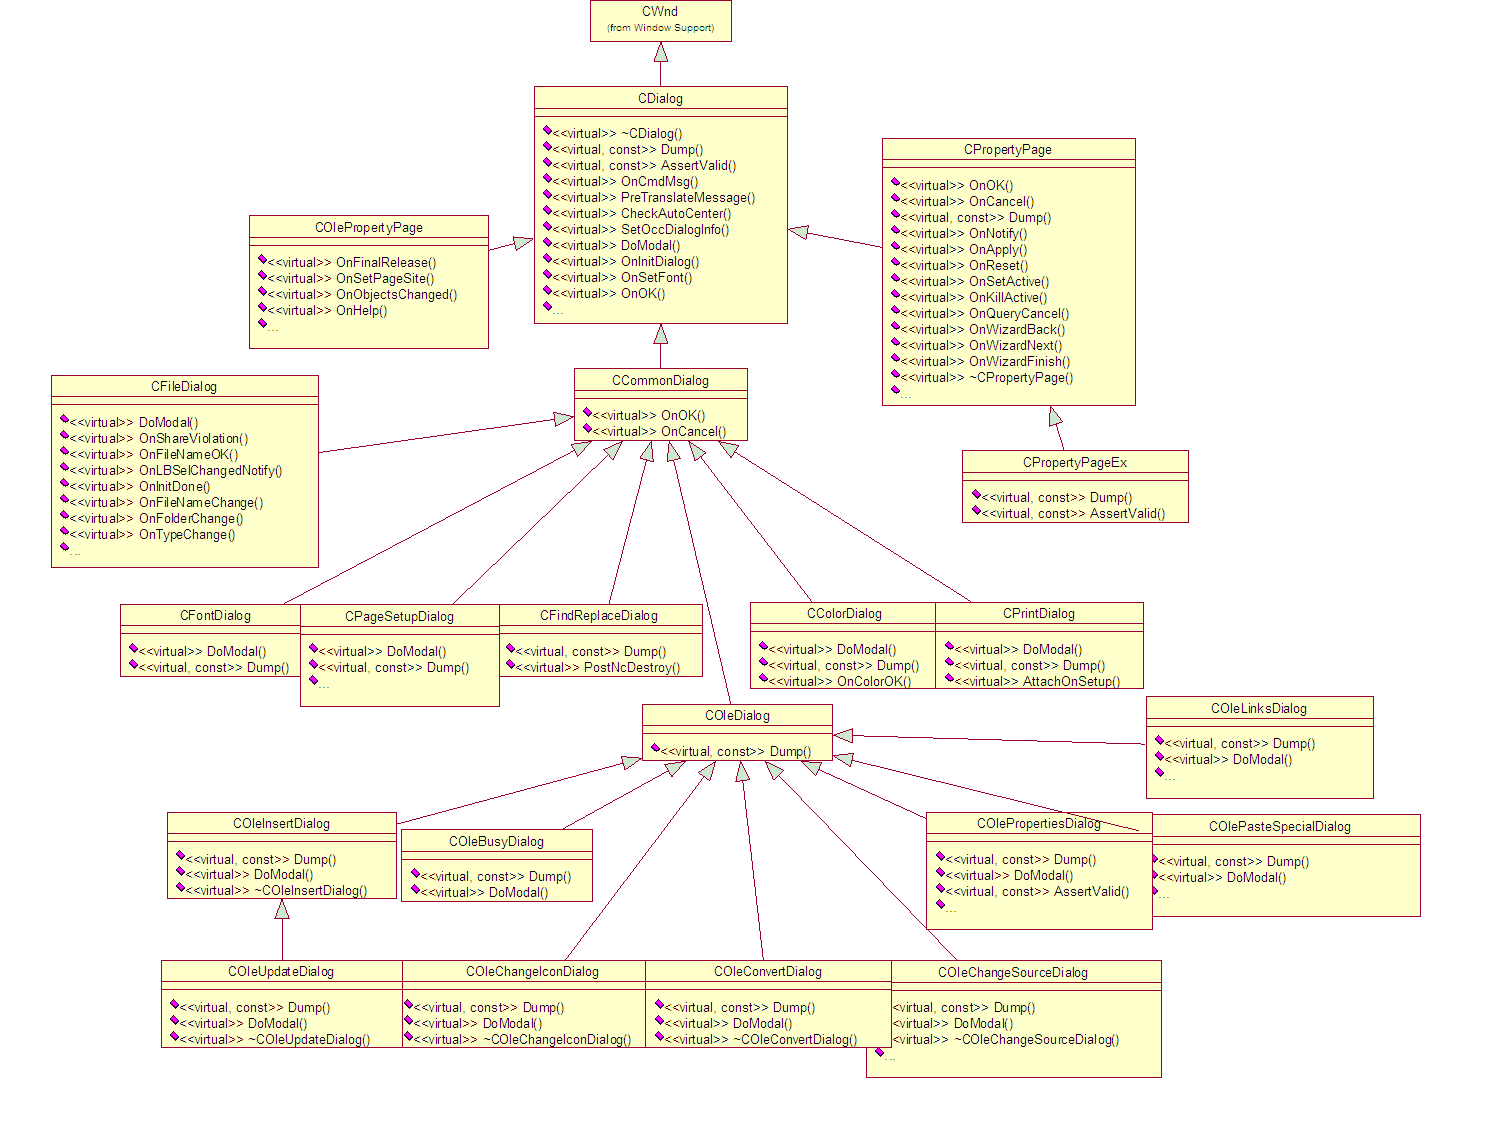 CWnd
(from Window Support)
CDialog
<<virtual>> ~CDialog()
<<virtual, const>> Dump()
<<virtual, const>> AssertValid()
<<virtual>> OnCmdMsg()
<<virtual>> PreTranslateMessage()
<<virtual>> CheckAutoCenter()
<<virtual>> SetOccDialogInfo()
<<virtual>> DoModal()
<<virtual>> OnInitDialog()
<<virtual>> OnSetFont()
<<virtual>> OnOK()
...
CPropertyPage
<<virtual>> OnOK()
<<virtual>> OnCancel()
<<virtual, const>> Dump()
<<virtual>> OnNotify()
<<virtual>> OnApply()
<<virtual>> OnReset()
<<virtual>> OnSetActive()
<<virtual>> OnKillActive()
<<virtual>> OnQueryCancel()
<<virtual>> OnWizardBack()
<<virtual>> OnWizardNext()
<<virtual>> OnWizardFinish()
<<virtual>> ~CPropertyPage()
...
COlePropertyPage
<<virtual>> OnFinalRelease()
<<virtual>> OnSetPageSite()
<<virtual>> OnObjectsChanged()
<<virtual>> OnHelp()
...
CFileDialog
<<virtual>> DoModal()
<<virtual>> OnShareViolation()
<<virtual>> OnFileNameOK()
<<virtual>> OnLBSelChangedNotify()
<<virtual>> OnInitDone()
<<virtual>> OnFileNameChange()
<<virtual>> OnFolderChange()
<<virtual>> OnTypeChange()
...
CCommonDialog
<<virtual>> OnOK()
<<virtual>> OnCancel()
CPropertyPageEx
<<virtual, const>> Dump()
<<virtual, const>> AssertValid()
CFontDialog
<<virtual>> DoModal()
<<virtual, const>> Dump()
CPageSetupDialog
<<virtual>> DoModal()
<<virtual, const>> Dump()
...
CFindReplaceDialog
<<virtual, const>> Dump()
<<virtual>> PostNcDestroy()
CColorDialog
<<virtual>> DoModal()
<<virtual, const>> Dump()
<<virtual>> OnColorOK()
CPrintDialog
<<virtual>> DoModal()
<<virtual, const>> Dump()
<<virtual>> AttachOnSetup()
COleDialog
<<virtual, const>> Dump()
COleLinksDialog
<<virtual, const>> Dump()
<<virtual>> DoModal()
...
COleInsertDialog
<<virtual, const>> Dump()
<<virtual>> DoModal()
<<virtual>> ~COleInsertDialog()
COleBusyDialog
<<virtual, const>> Dump()
<<virtual>> DoModal()
COlePropertiesDialog
<<virtual, const>> Dump()
<<virtual>> DoModal()
<<virtual, const>> AssertValid()
...
COlePasteSpecialDialog
<<virtual, const>> Dump()
<<virtual>> DoModal()
...
COleUpdateDialog
<<virtual, const>> Dump()
<<virtual>> DoModal()
<<virtual>> ~COleUpdateDialog()
COleChangeIconDialog
<<virtual, const>> Dump()
<<virtual>> DoModal()
<<virtual>> ~COleChangeIconDialog()
COleConvertDialog
<<virtual, const>> Dump()
<<virtual>> DoModal()
<<virtual>> ~COleConvertDialog()
COleChangeSourceDialog
<virtual, const>> Dump()
<virtual>> DoModal()
<virtual>> ~COleChangeSourceDialog()
...